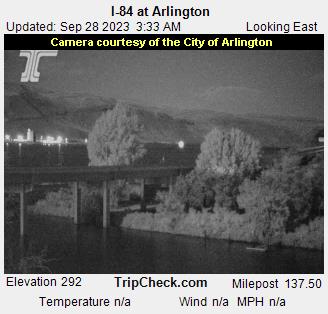 I-84 at Arlington
Updated: Sep 28 2023 3:33 AM Looking East
Camera courtesy of the City of Arlington
Elevation 292 TripCheck.com Milepost 137.50
Temperature n/a Wind n/a MPH n/a